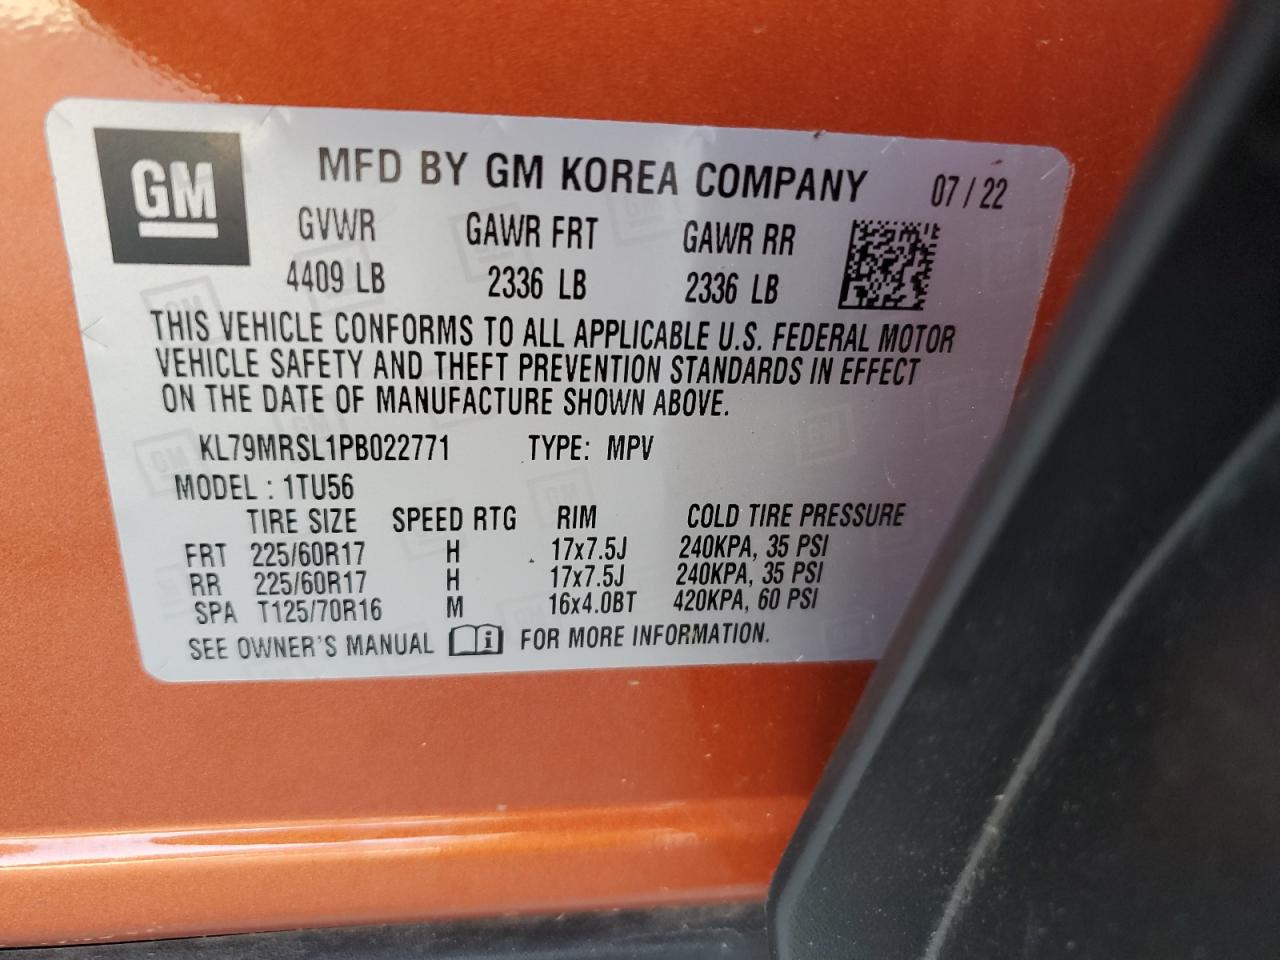 GM
MFD BY GM KOREA COMPANY 07/22
GVWR GAWR FRT GAWR RR
4409 LB 2336 LB 2336 LB
THIS VEHICLE CONFORMS TO ALL APPLICABLE U.S. FEDERAL MOTOR
VEHICLE SAFETY AND THEFT PREVENTION STANDARDS IN EFFECT
ON THE DATE OF MANUFACTURE SHOWN ABOVE.
KL79MRSL1PB022771 TYPE: MPV
MODEL : 1TU56
TIRE SIZE SPEED RTG RIM COLD TIRE PRESSURE
FRT 225/60R17 H 17x7.5J 240KPA, 35 PSI
RR 225/60R17 H 17x7.5J 240KPA, 35 PSI
SPA T125/70R16 M 16x4.0BT 420KPA, 60 PSI
SEE OWNER'S MANUAL i FOR MORE INFORMATION.